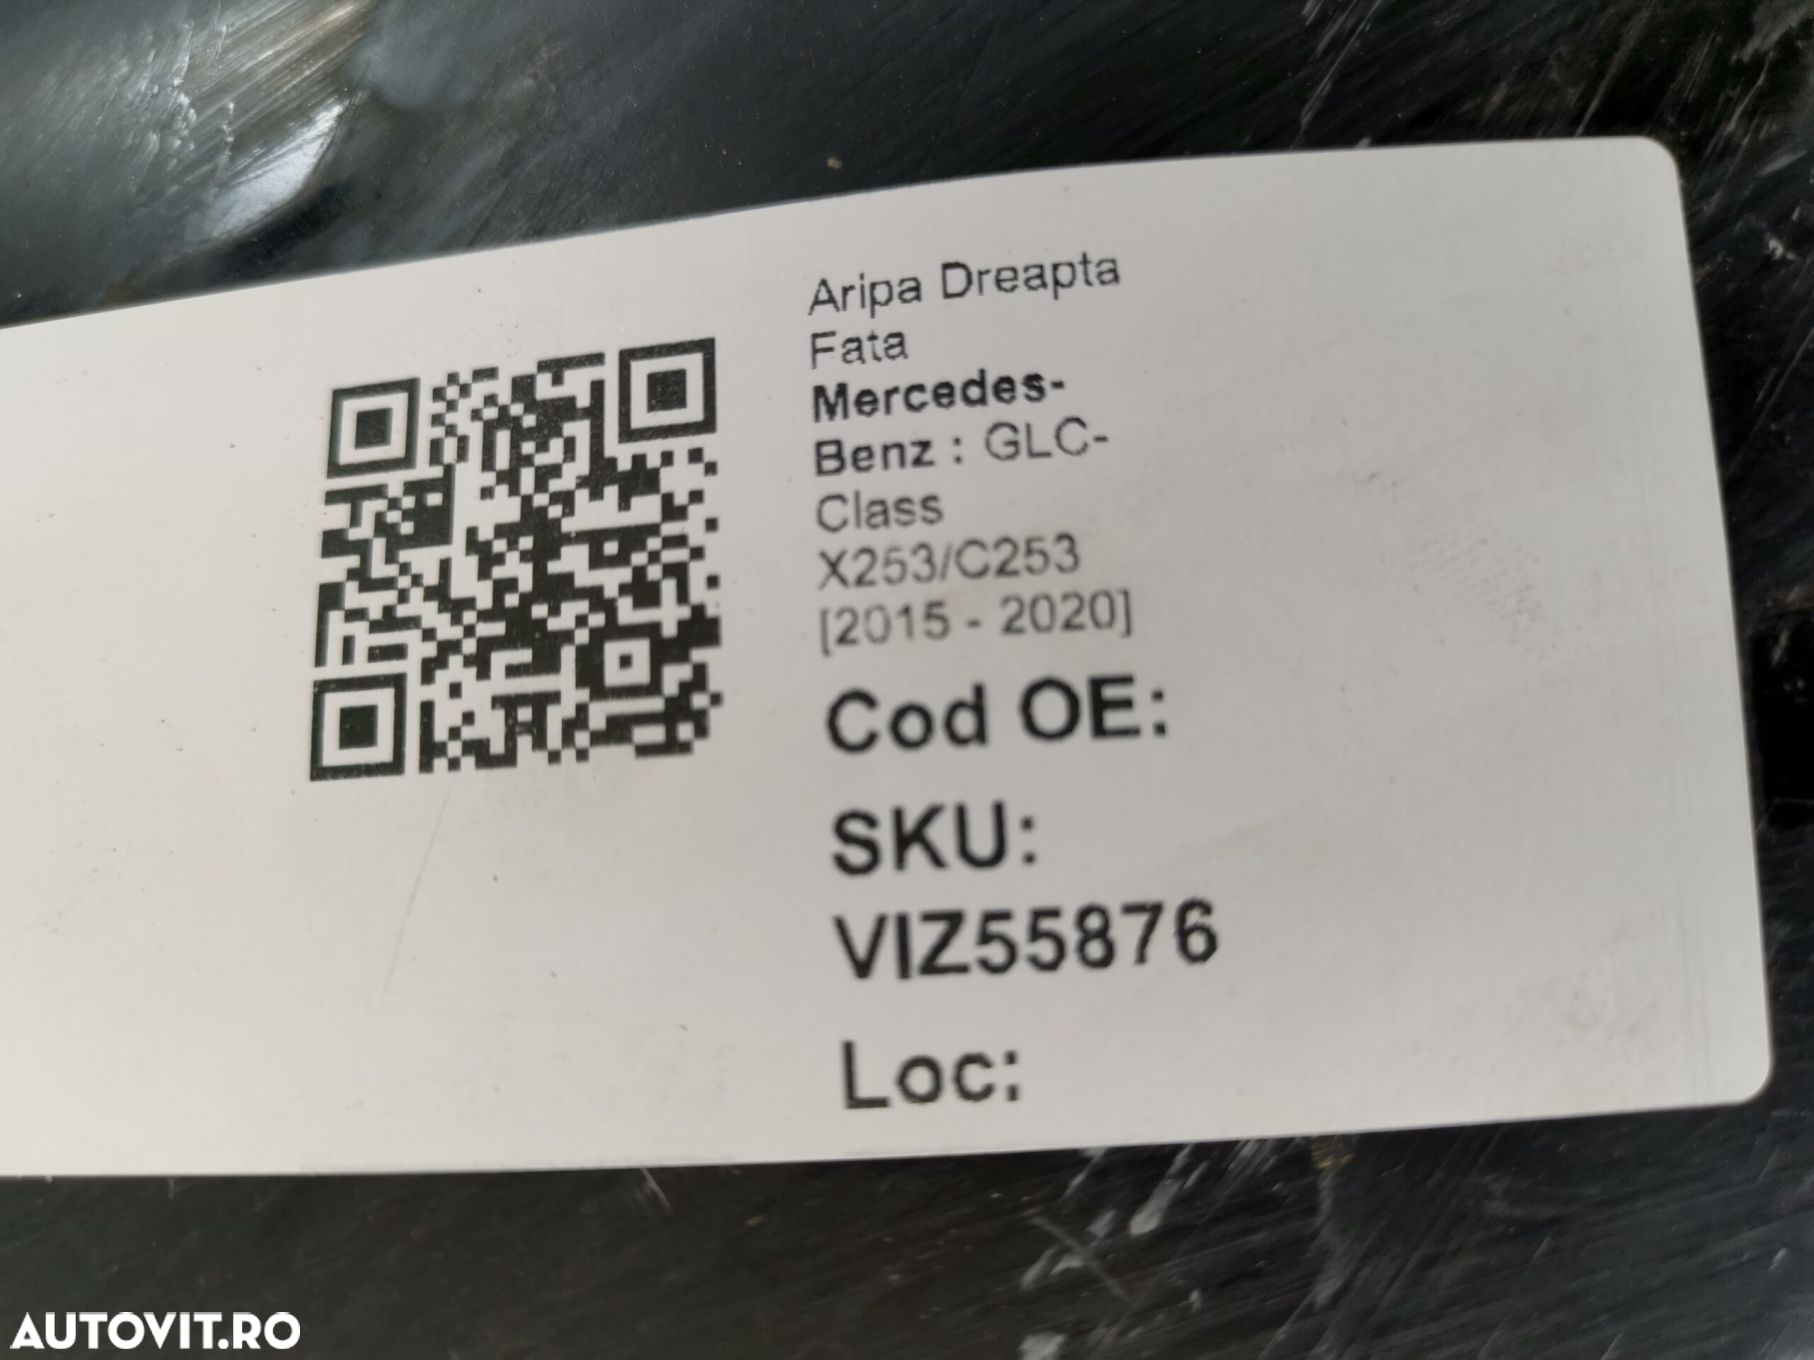 Aripa Dreapta
Fata
Mercedes-
Benz : GLC-
Class
X253/C253
[2015 - 2020]
Cod OE:
SKU:
VIZ55876
Loc:
AUTOVIT.RO